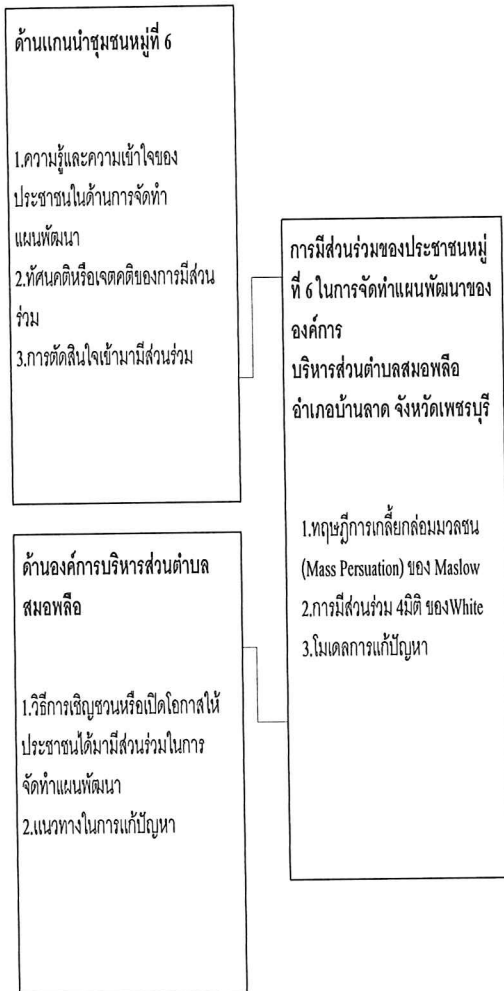 ด้านแกนนำชุมชนหมู่ที่ 6
1.ความรู้และความเข้าใจของ
ประชาชนในด้านการจัดทำ
แผนพัฒนา
2.ทัศนคติหรือเจตคติของการมีส่วน
ร่วม
3.การตัดสินใจเข้ามามีส่วนร่วม
ด้านองค์การบริหารส่วนตำบล
สมอพลือ
1.วิธีการเชิญชวนหรือเปิดโอกาสให้
ประชาชนได้มามีส่วนร่วมในการ
จัดทำแผนพัฒนา
2.แนวทางในการแก้ปัญหา
การมีส่วนร่วมของประชาชนหมู่
ที่ 6 ในการจัดทำแผนพัฒนาของ
องค์การ
บริหารส่วนตำบลสมอพลือ
อำเภอบ้านลาด จังหวัดเพชรบุรี
1.ทฤษฎีการเกลี้ยกล่อมมวลชน
(Mass Persuation) ของ Maslow
2.การมีส่วนร่วม 4มิติ ของWhite
3.โมเดลการแก้ปัญหา